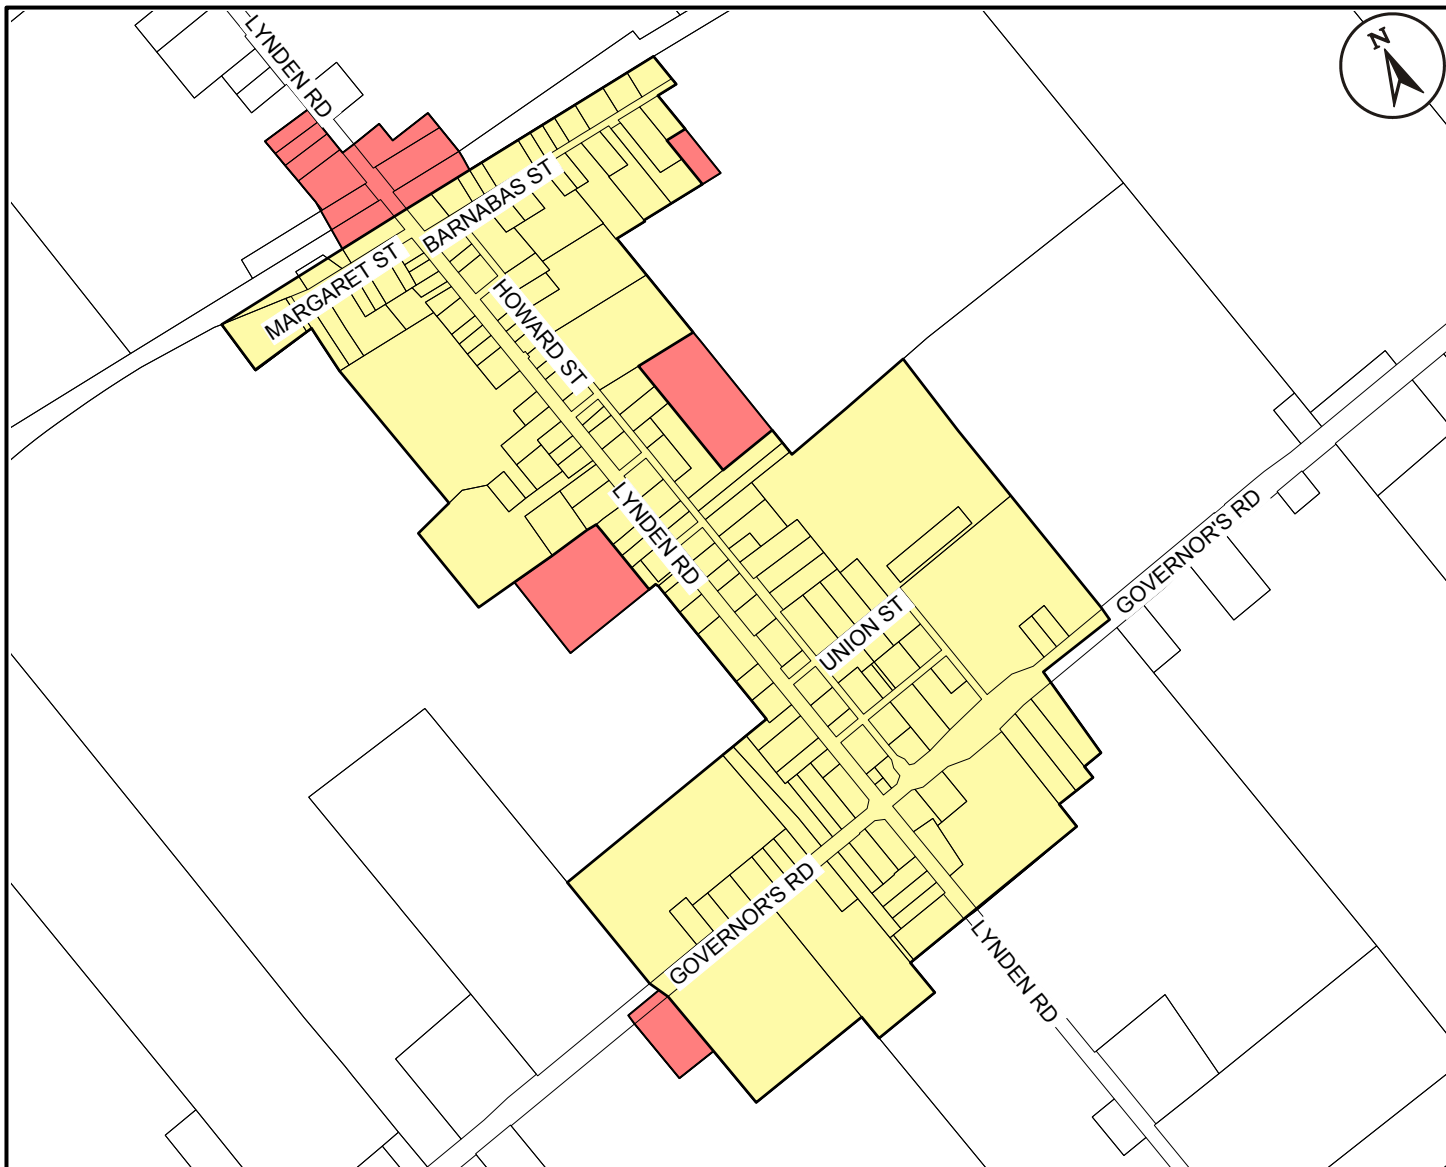 LYNDEN RD
N
BARNABAS ST
MARGARET ST
HOWARD ST
LYNDEN RD
GOVERNOR'S RD
UNION ST
GOVERNOR'S RD
LYNDEN RD